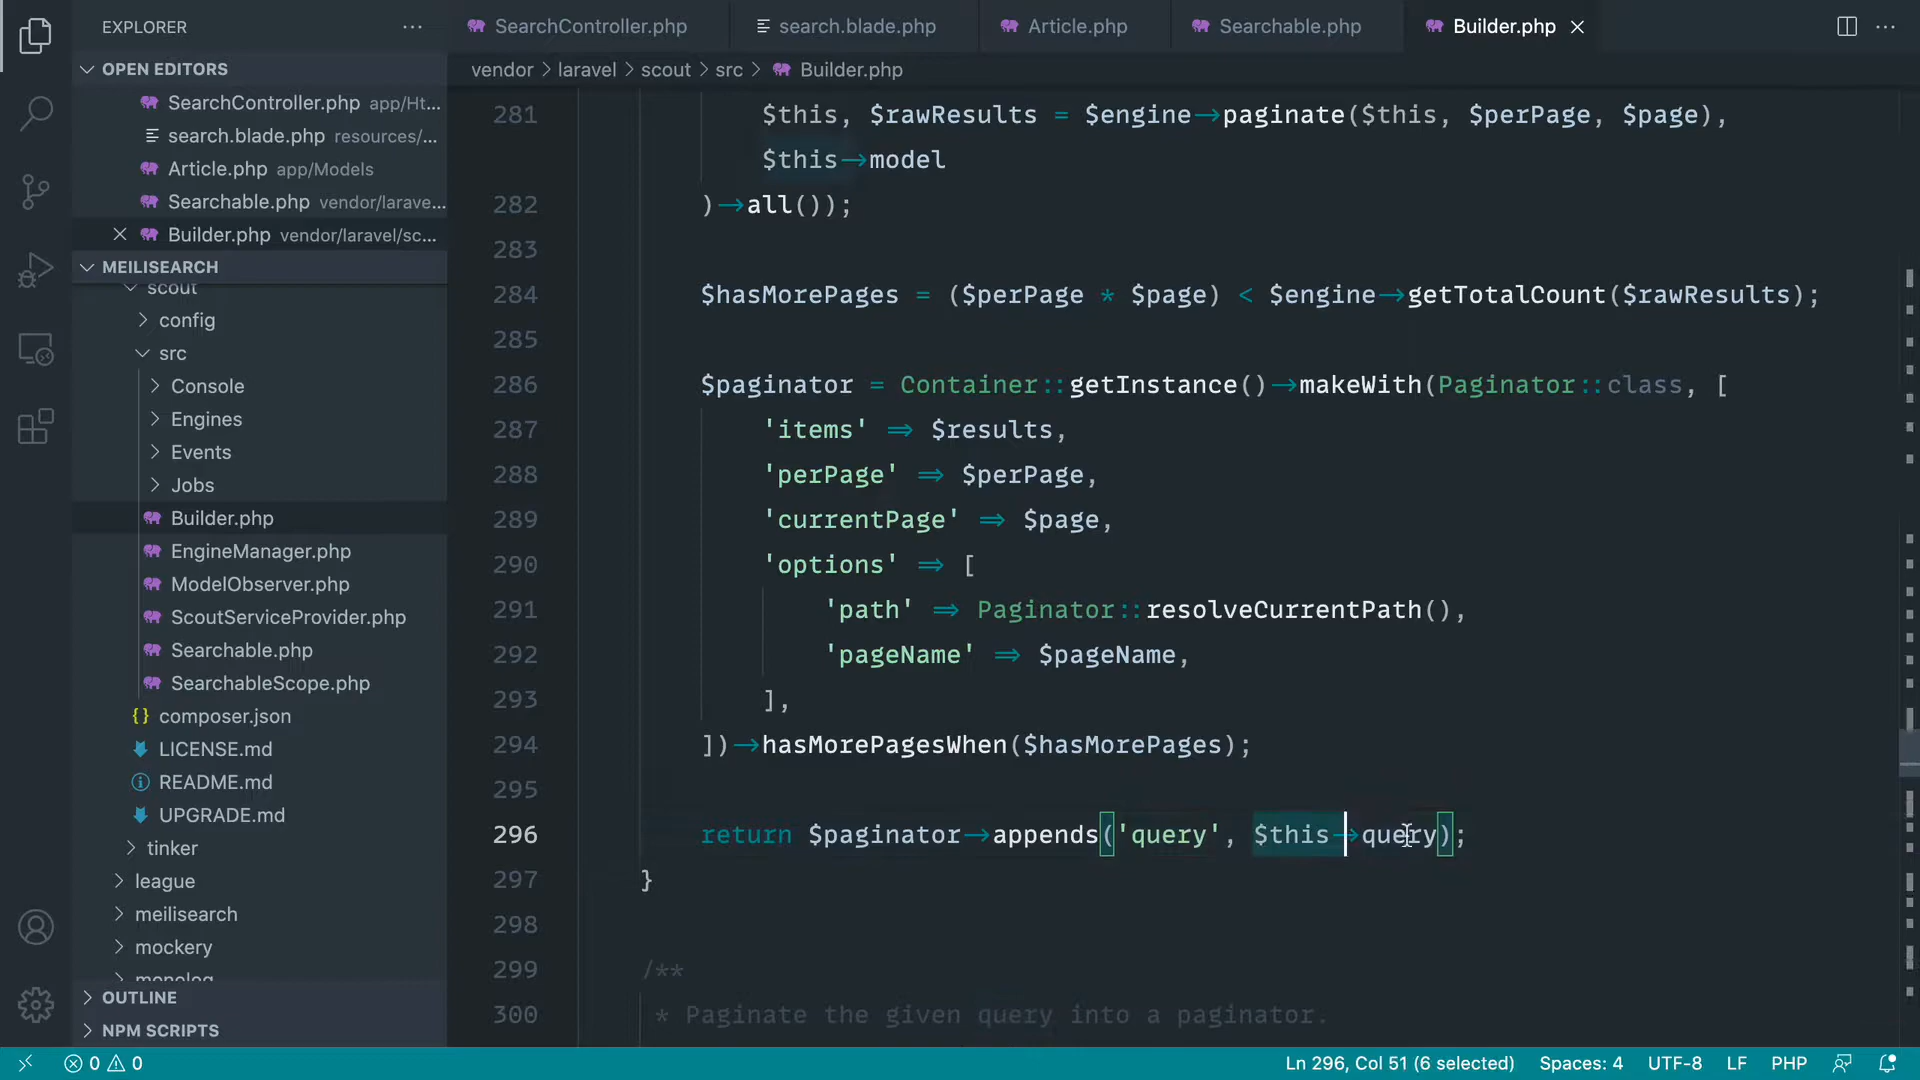 EXPLORER
SearchController.php
search.blade.php
Article.php
Searchable.php
Builder.php
OPEN EDITORS
SearchController.php app/Ht...
search.blade.php resources/...
Article.php app/Models
Searchable.php vendor/larave...
Builder.php vendor/laravel/sc...
MEILISEARCH
scout
config
src
Console
Engines
Events
Jobs
Builder.php
EngineManager.php
ModelObserver.php
ScoutServiceProvider.php
Searchable.php
SearchableScope.php
composer.json
LICENSE.md
README.md
UPGRADE.md
tinker
league
meilisearch
mockery
monolog
OUTLINE
NPM SCRIPTS
vendor > laravel > scout > src > Builder.php
281 $this, $rawResults = $engine->paginate($this, $perPage, $page),
$this->model
282 )->all());
283
284 $hasMorePages = ($perPage * $page) < $engine->getTotalCount($rawResults);
285
286 $paginator = Container::getInstance()->makeWith(Paginator::class, [
287 'items' => $results,
288 'perPage' => $perPage,
289 'currentPage' => $page,
290 'options' => [
291 'path' => Paginator::resolveCurrentPath(),
292 'pageName' => $pageName,
293 ],
294 ])->hasMorePagesWhen($hasMorePages);
295
296 return $paginator->appends('query', $this->query);
297 }
298
299 /**
300 * Paginate the given query into a paginator.
0 0
Ln 296, Col 51 (6 selected) Spaces: 4 UTF-8 LF PHP